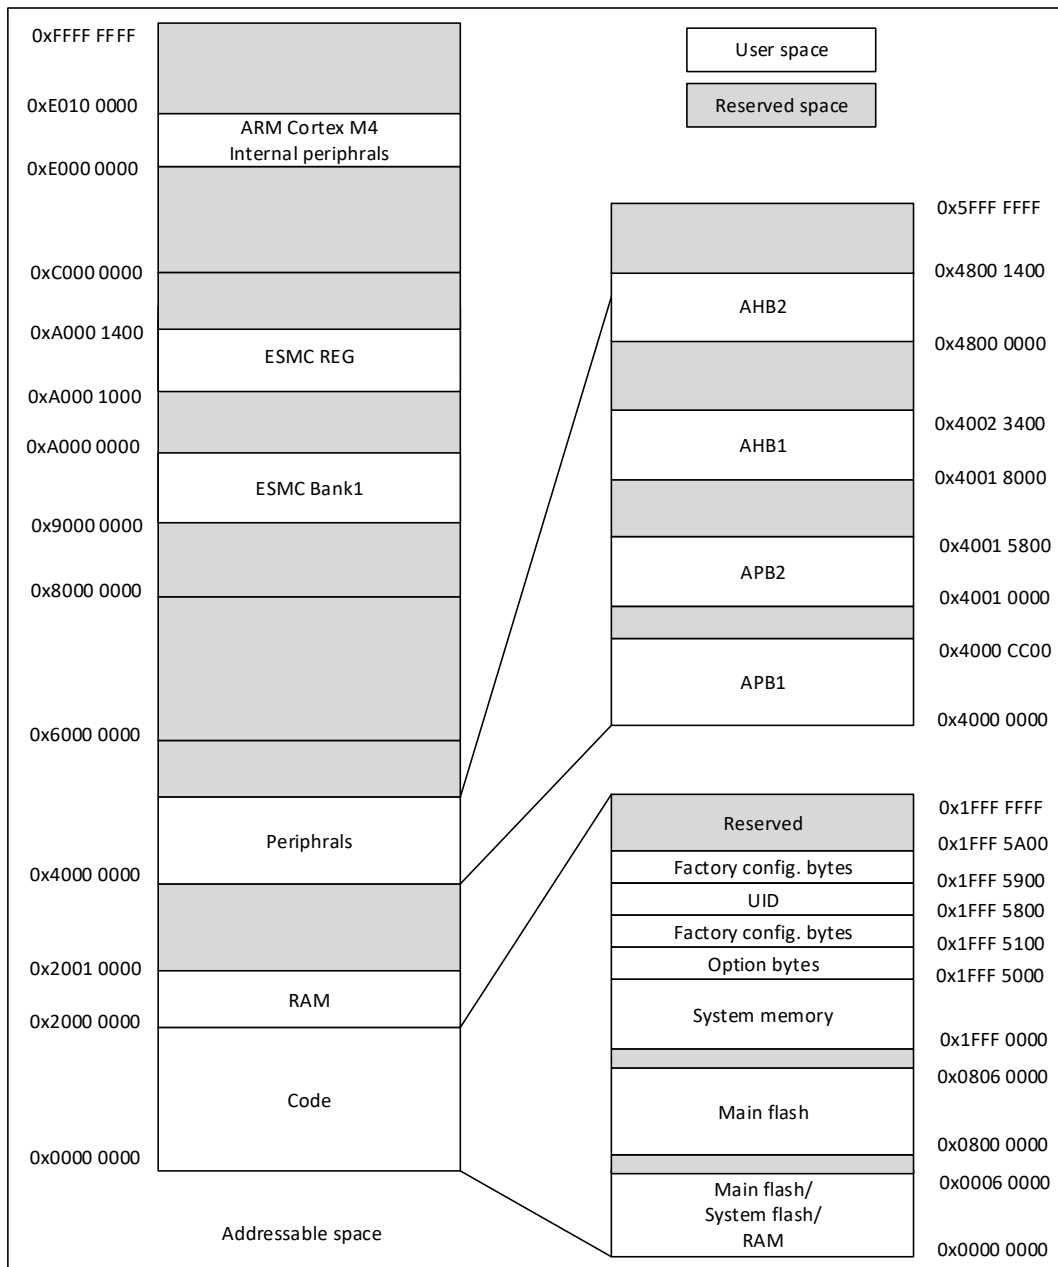 0xFFFF FFFF
0xE010 0000
ARM Cortex M4
Internal periphrals
0xE000 0000
0xC000 0000
0xA000 1400
ESMC REG
0xA000 1000
0xA000 0000
ESMC Bank1
0x9000 0000
0x8000 0000
0x6000 0000
Periphrals
0x4000 0000
0x2001 0000
RAM
0x2000 0000
Code
0x0000 0000
Addressable space
User space
Reserved space
0x5FFF FFFF
0x4800 1400
AHB2
0x4800 0000
0x4002 3400
AHB1
0x4001 8000
0x4001 5800
APB2
0x4001 0000
0x4000 CC00
APB1
0x4000 0000
0x1FFF FFFF
Reserved
0x1FFF 5A00
Factory config. bytes
0x1FFF 5900
UID
0x1FFF 5800
Factory config. bytes
0x1FFF 5100
Option bytes
0x1FFF 5000
System memory
0x1FFF 0000
0x0806 0000
Main flash
0x0800 0000
0x0006 0000
Main flash/
System flash/
RAM
0x0000 0000